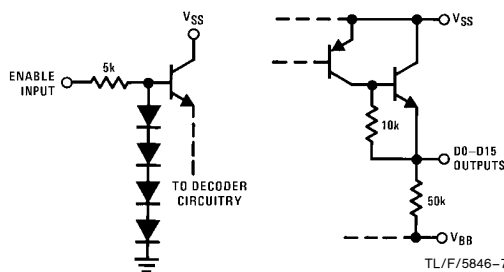 VSS
5k
ENABLE
INPUT
TO DECODER
CIRCUITRY
VSS
10k
D0–D15
OUTPUTS
50k
VBB
TL/F/5846–7